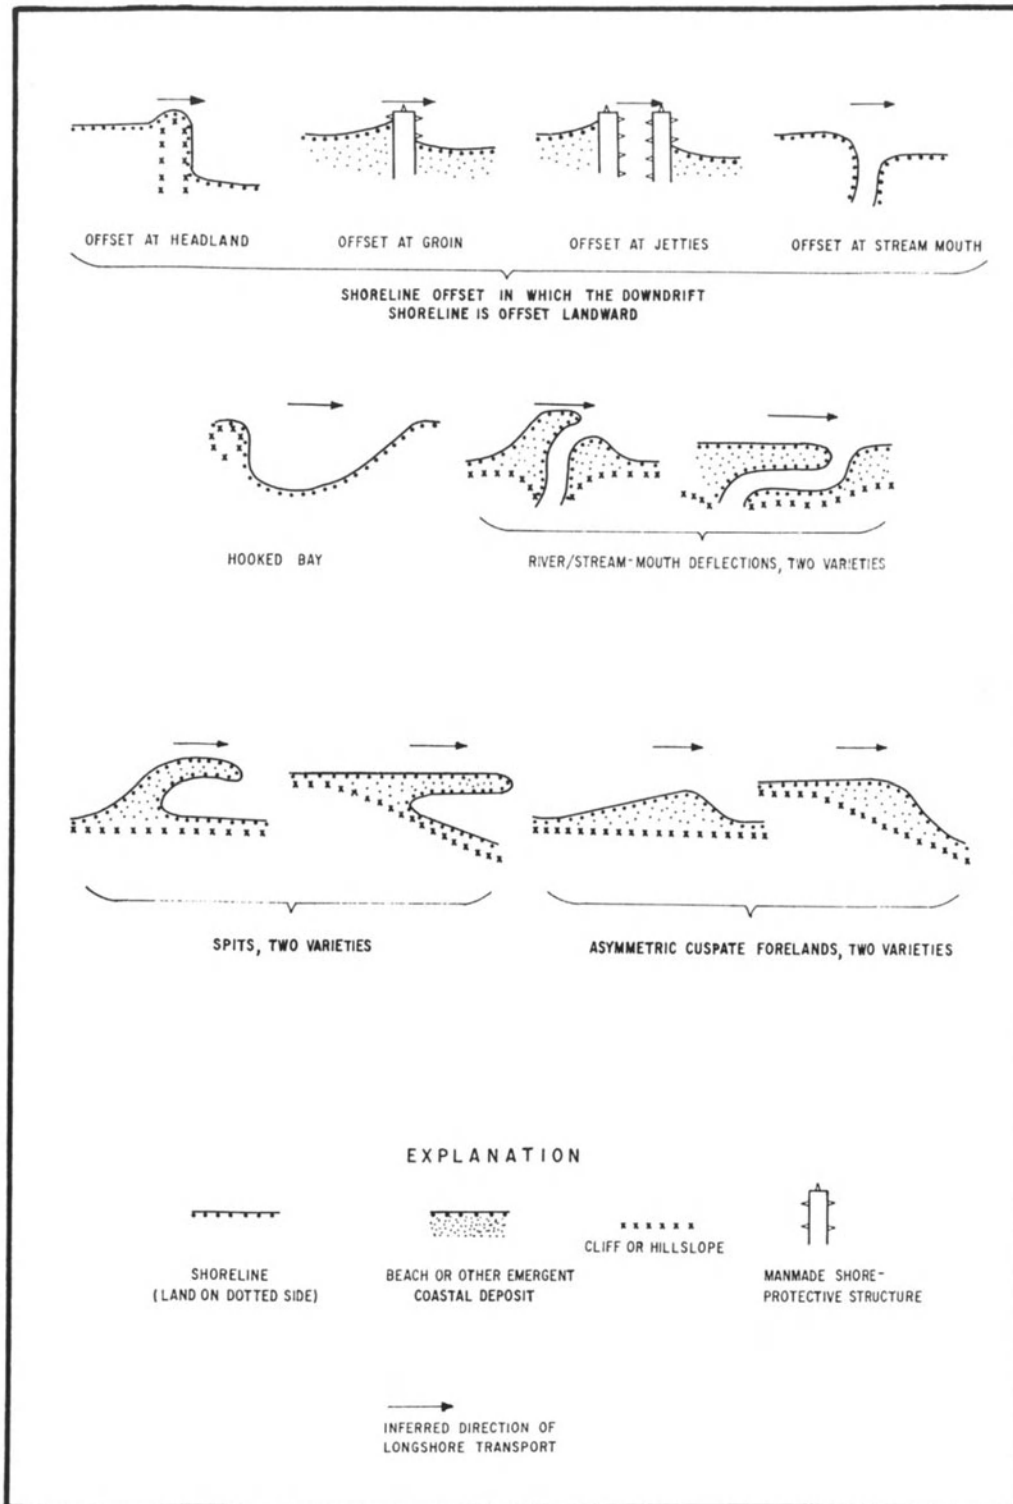 OFFSET AT HEADLAND
OFFSET AT GROIN
OFFSET AT JETTIES
OFFSET AT STREAM MOUTH
SHORELINE OFFSET IN WHICH THE DOWNDRIFT
SHORELINE IS OFFSET LANDWARD
HOOKED BAY
RIVER/STREAM-MOUTH DEFLECTIONS, TWO VARIETIES
SPITS, TWO VARIETIES
ASYMMETRIC CUSPATE FORELANDS, TWO VARIETIES
EXPLANATION
SHORELINE
(LAND ON DOTTED SIDE)
BEACH OR OTHER EMERGENT
COASTAL DEPOSIT
CLIFF OR HILLSLOPE
MANMADE SHORE-
PROTECTIVE STRUCTURE
INFERRED DIRECTION OF
LONGSHORE TRANSPORT